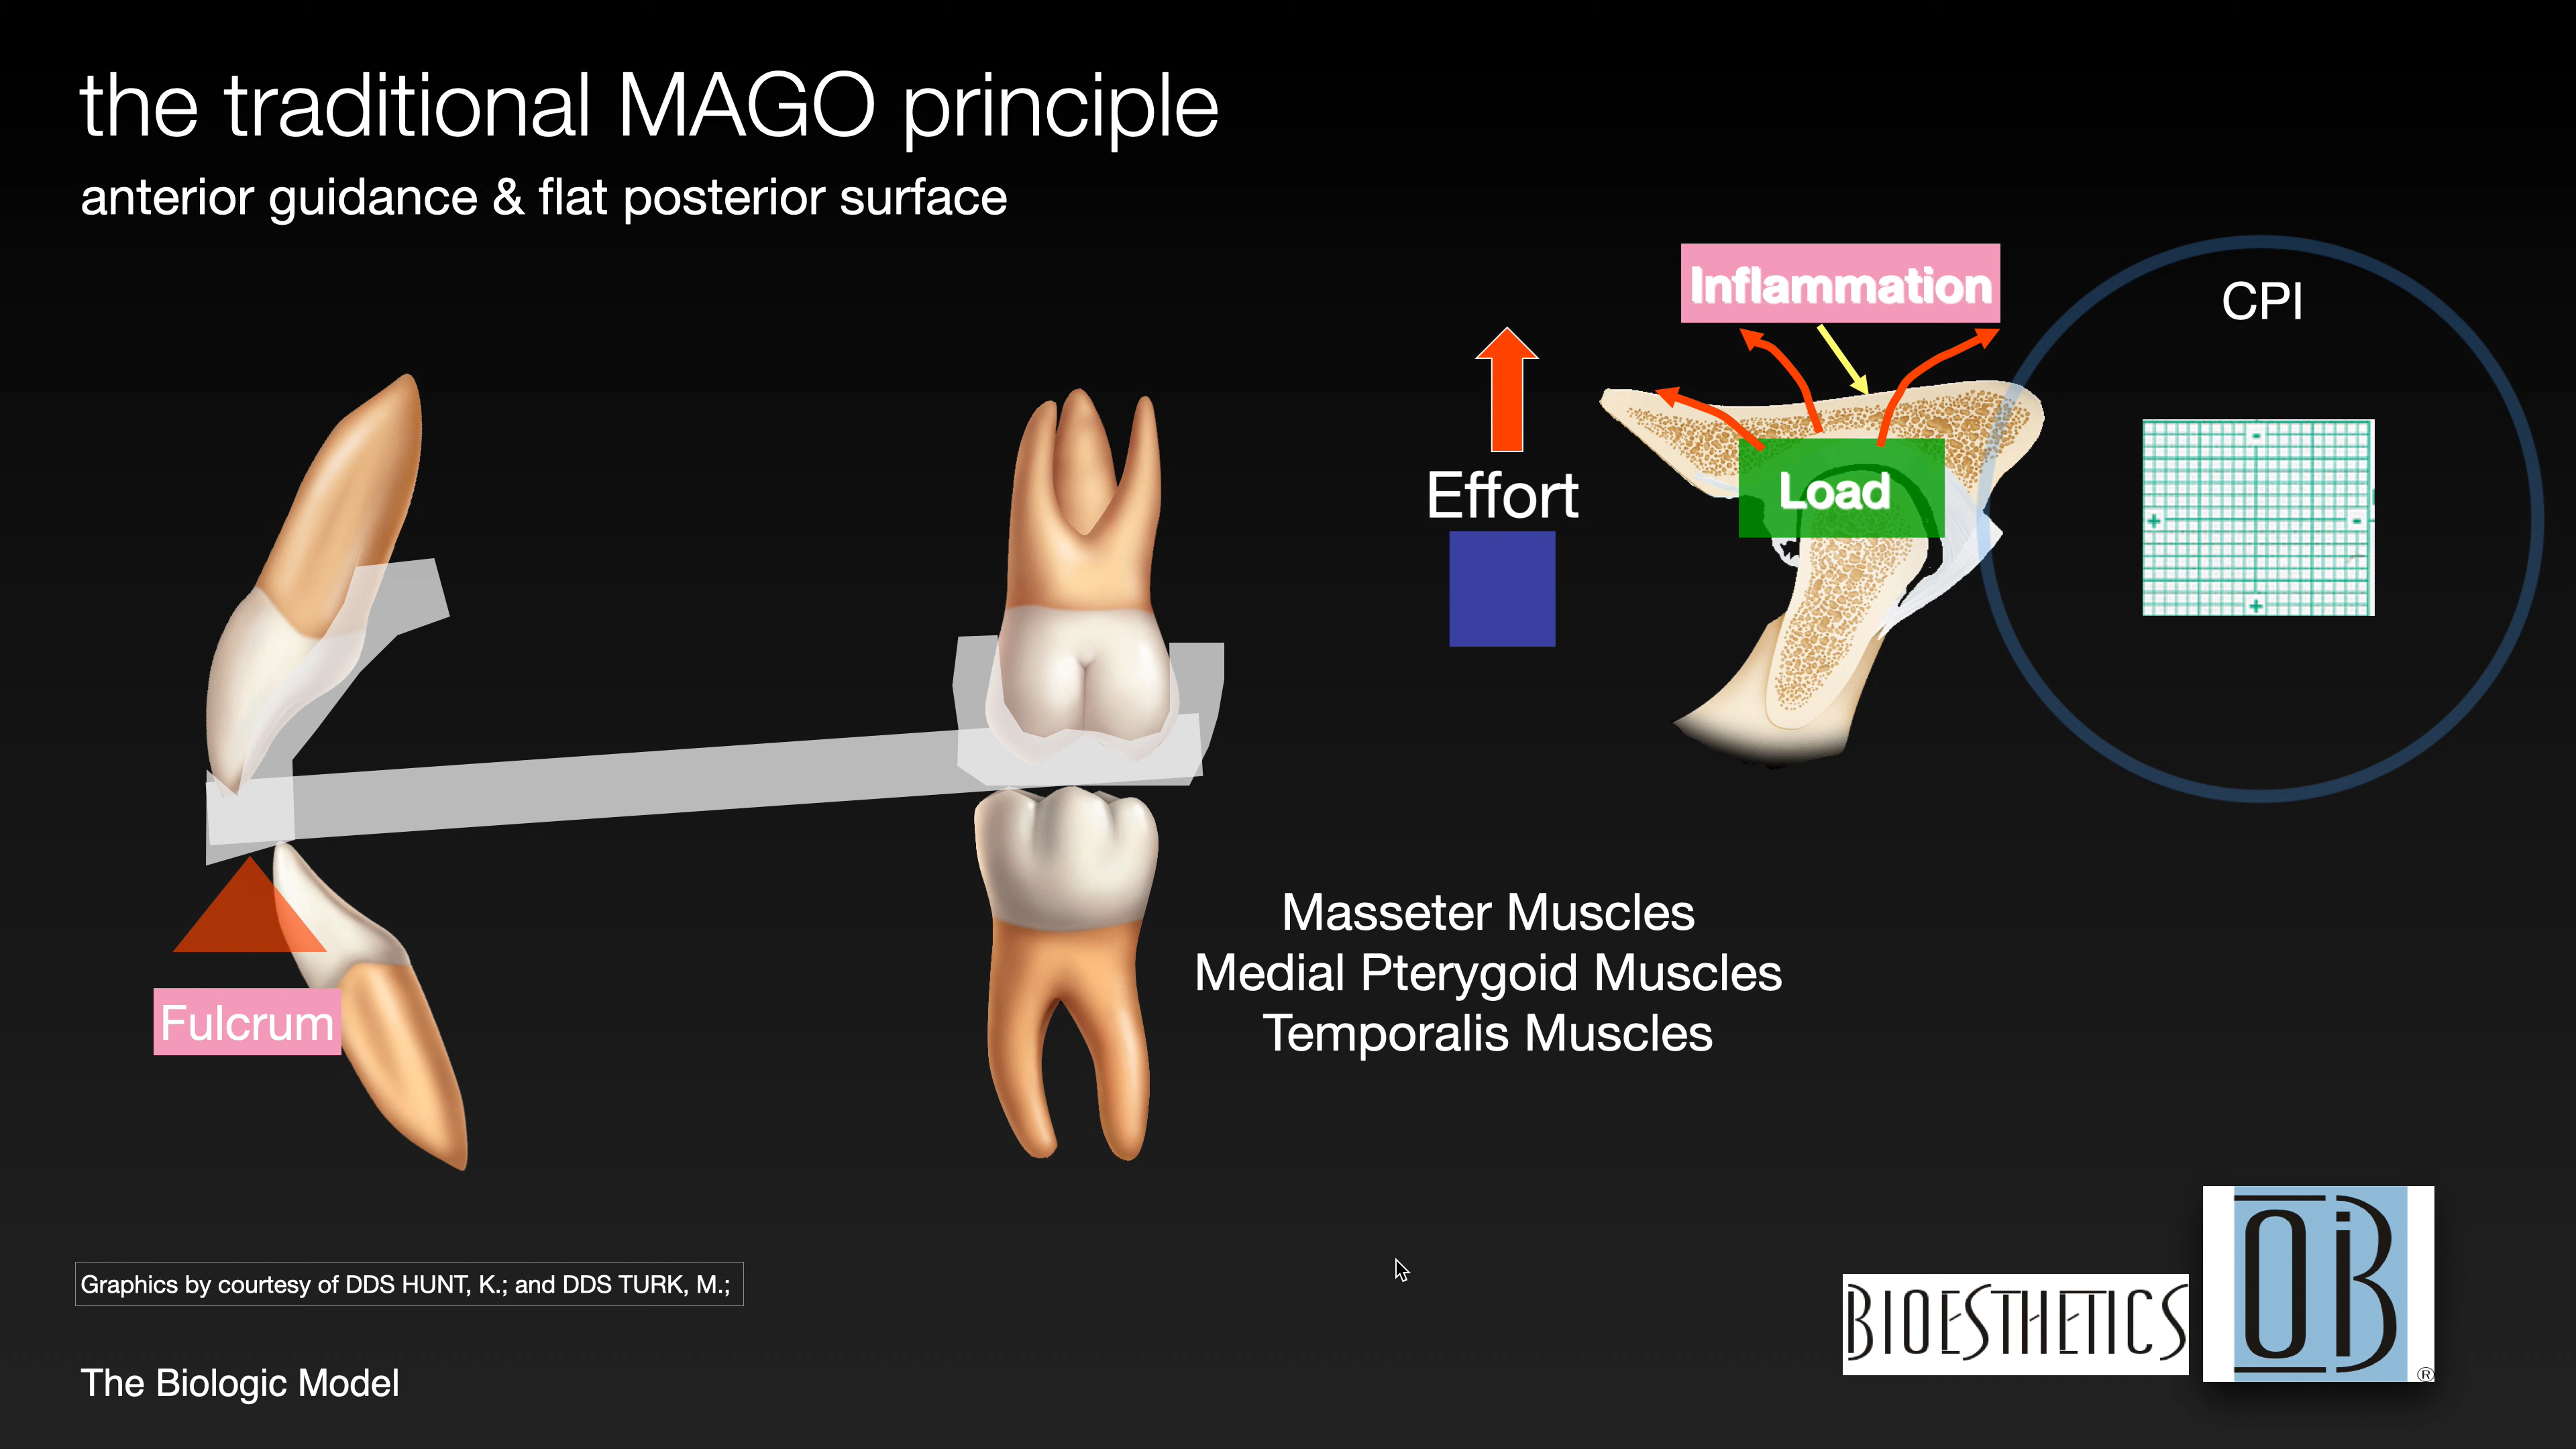 the traditional MAGO principle
anterior guidance & flat posterior surface
Inflammation
CPI
Effort
Load
-
+ -
+
Masseter Muscles
Medial Pterygoid Muscles
Temporalis Muscles
Fulcrum
Graphics by courtesy of DDS HUNT, K.; and DDS TURK, M.;
The Biologic Model
BIOESTHETICS
OiB
®